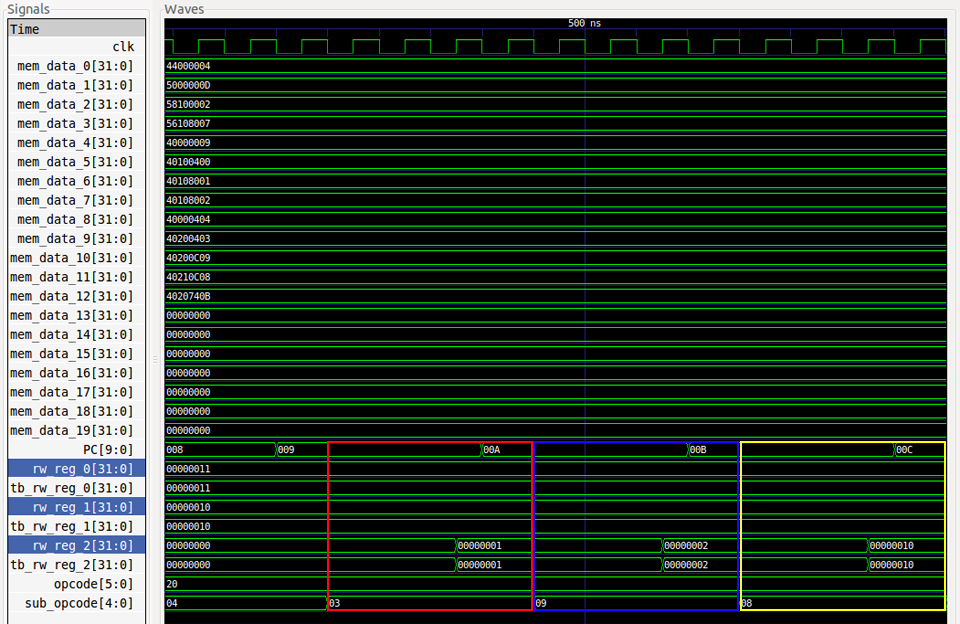 Signals Waves
Time 500 ns
clk
mem_data_0[31:0] 44000004
mem_data_1[31:0] 5000000D
mem_data_2[31:0] 58100002
mem_data_3[31:0] 56108007
mem_data_4[31:0] 40000009
mem_data_5[31:0] 40100400
mem_data_6[31:0] 40108001
mem_data_7[31:0] 40108002
mem_data_8[31:0] 40000404
mem_data_9[31:0] 40200403
mem_data_10[31:0] 40200C09
mem_data_11[31:0] 40210C08
mem_data_12[31:0] 4020740B
mem_data_13[31:0] 00000000
mem_data_14[31:0] 00000000
mem_data_15[31:0] 00000000
mem_data_16[31:0] 00000000
mem_data_17[31:0] 00000000
mem_data_18[31:0] 00000000
mem_data_19[31:0] 00000000
PC[9:0] 008 009 00A 00B 00C
rw_reg_0[31:0] 00000011
tb_rw_reg_0[31:0] 00000011
rw_reg_1[31:0] 00000010
tb_rw_reg_1[31:0] 00000010
rw_reg_2[31:0] 00000000 00000001 00000002 00000010
tb_rw_reg_2[31:0] 00000000 00000001 00000002 00000010
opcode[5:0] 20
sub_opcode[4:0] 04 03 09 08